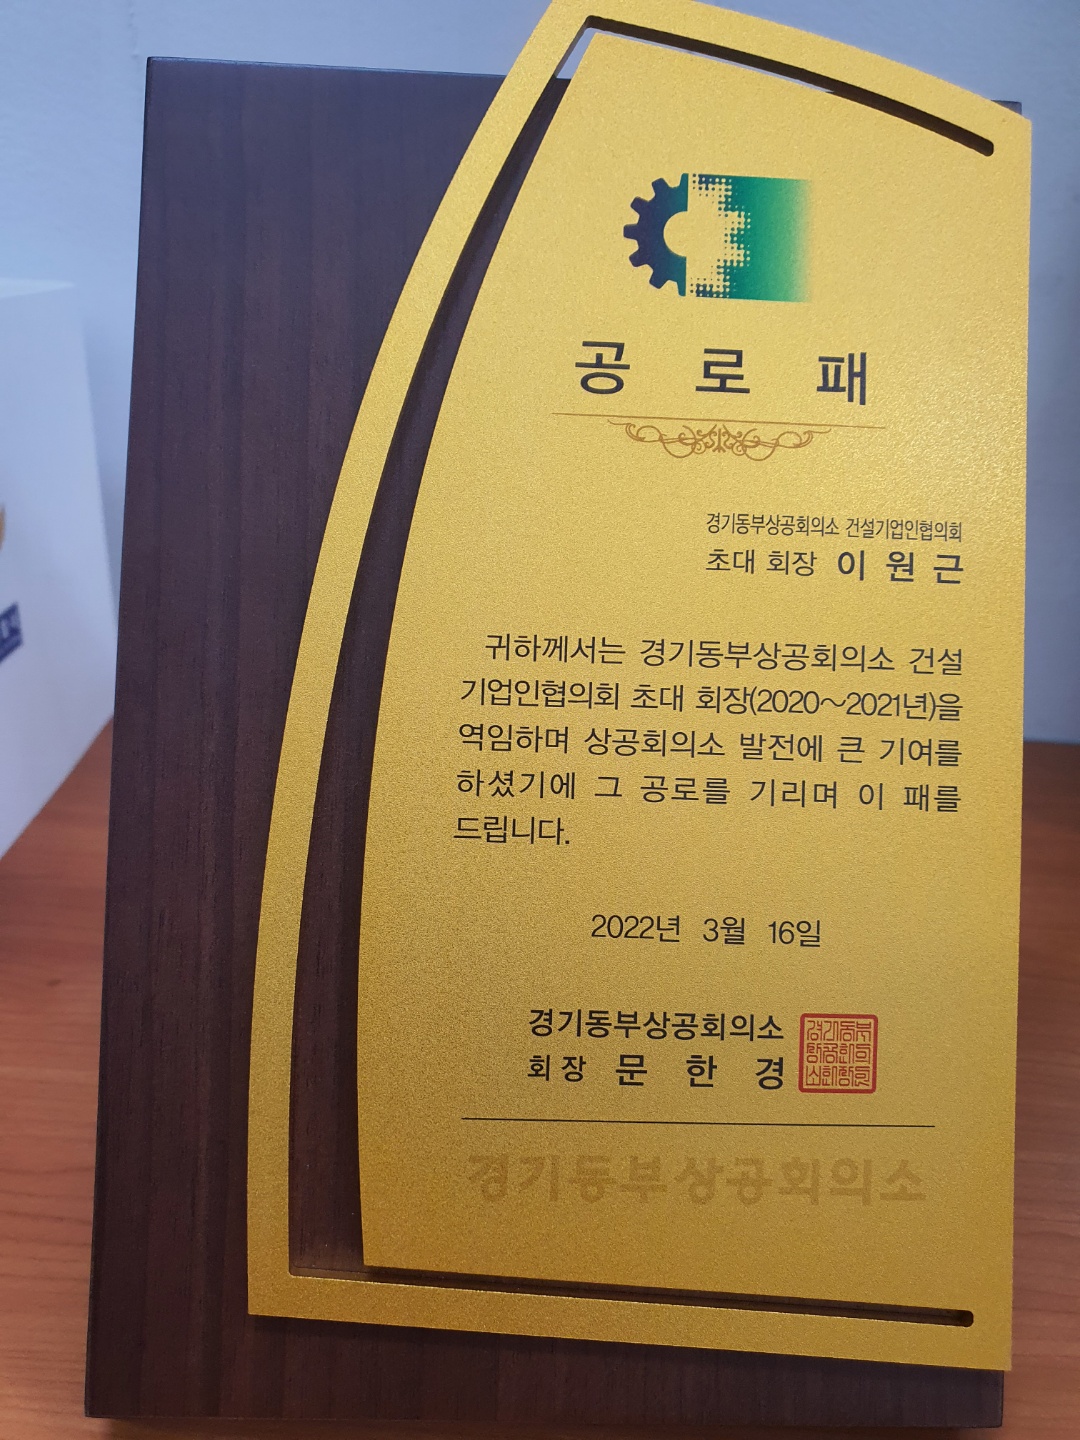 공 로 패
경기동부상공회의소 건설기업인협의회
초대 회장 이 원 근
귀하께서는 경기동부상공회의소 건설
기업인협의회 초대 회장(2020~2021년)을
역임하며 상공회의소 발전에 큰 기여를
하셨기에 그 공로를 기리며 이 패를
드립니다.
2022년 3월 16일
경기동부상공회의소
회장 문 한 경
경기동부상공회의소